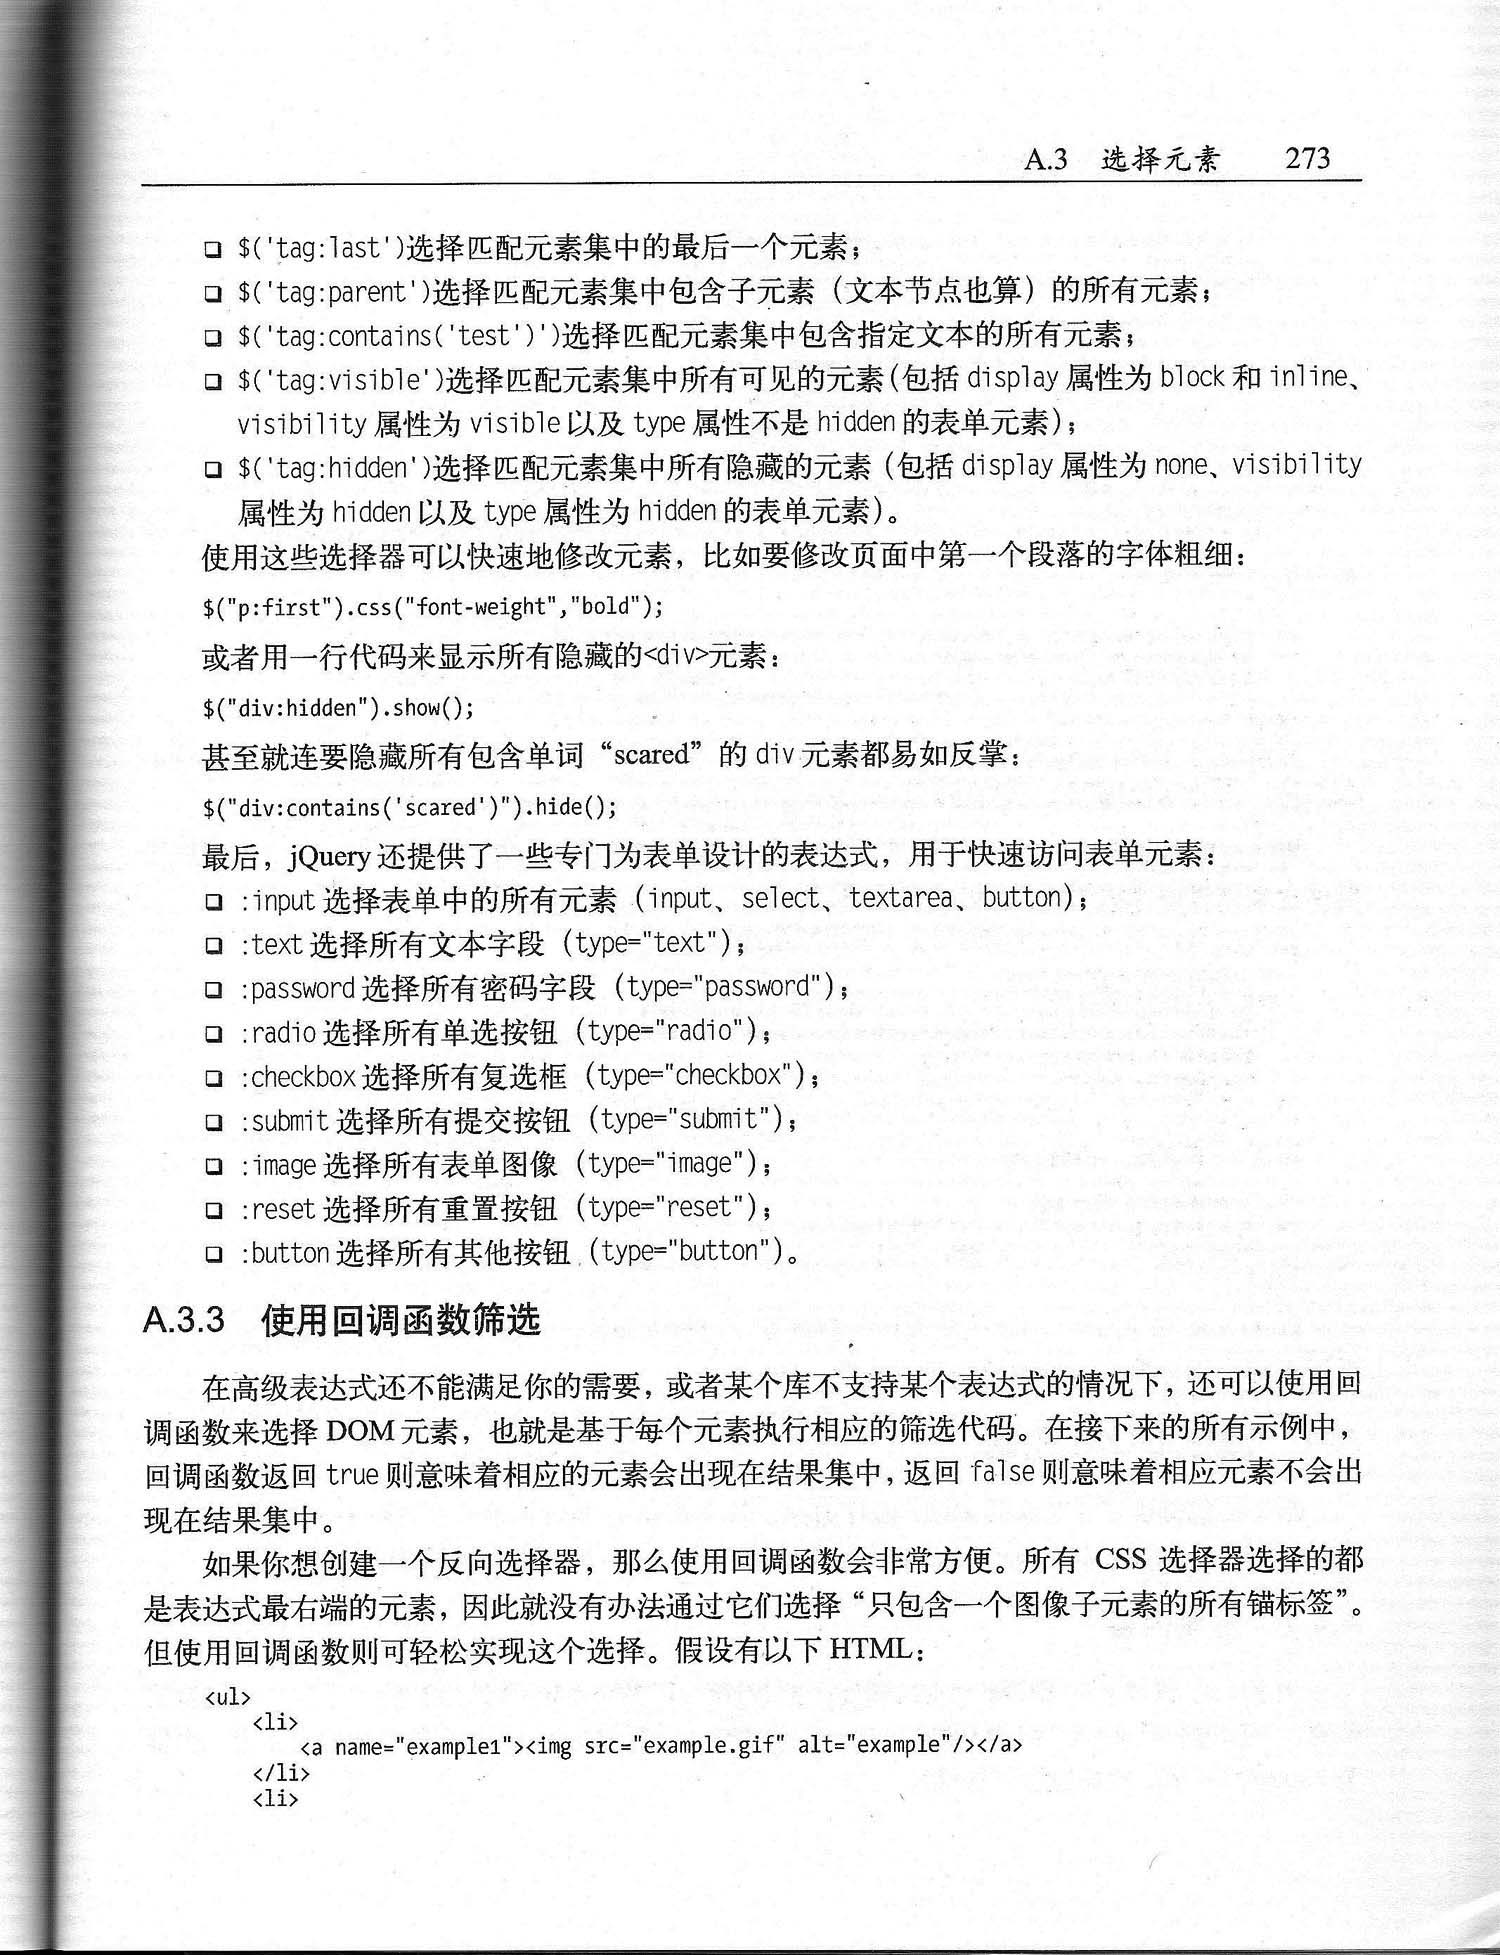 A.3 选择元素 273
❑ $('tag:last')选择匹配元素集中的最后一个元素；
❑ $('tag:parent')选择匹配元素集中包含子元素（文本节点也算）的所有元素；
❑ $('tag:contains('test')')选择匹配元素集中包含指定文本的所有元素；
❑ $('tag:visible')选择匹配元素集中所有可见的元素（包括 display 属性为 block 和 inline、
visibility 属性为 visible 以及 type 属性不是 hidden 的表单元素）；
❑ $('tag:hidden')选择匹配元素集中所有隐藏的元素（包括 display 属性为 none、visibility
属性为 hidden 以及 type 属性为 hidden 的表单元素）。
使用这些选择器可以快速地修改元素，比如要修改页面中第一个段落的字体粗细：
$("p:first").css("font-weight","bold");
或者用一行代码来显示所有隐藏的<div>元素：
$("div:hidden").show();
甚至就连要隐藏所有包含单词“scared”的 div 元素都易如反掌：
$("div:contains('scared')").hide();
最后，jQuery 还提供了一些专门为表单设计的表达式，用于快速访问表单元素：
❑ :input 选择表单中的所有元素（input、select、textarea、button）；
❑ :text 选择所有文本字段（type="text"）；
❑ :password 选择所有密码字段（type="password"）；
❑ :radio 选择所有单选按钮（type="radio"）；
❑ :checkbox 选择所有复选框（type="checkbox"）；
❑ :submit 选择所有提交按钮（type="submit"）；
❑ :image 选择所有表单图像（type="image"）；
❑ :reset 选择所有重置按钮（type="reset"）；
❑ :button 选择所有其他按钮（type="button"）。
A.3.3 使用回调函数筛选
在高级表达式还不能满足你的需要，或者某个库不支持某个表达式的情况下，还可以使用回
调函数来选择 DOM 元素，也就是基于每个元素执行相应的筛选代码。在接下来的所有示例中，
回调函数返回 true 则意味着相应的元素会出现在结果集中，返回 false 则意味着相应元素不会出
现在结果集中。
如果你想创建一个反向选择器，那么使用回调函数会非常方便。所有 CSS 选择器选择的都
是表达式最右端的元素，因此就没有办法通过它们选择“只包含一个图像子元素的所有锚标签”。
但使用回调函数则可轻松实现这个选择。假设有以下 HTML：
<ul>
<li>
<a name="example1"><img src="example.gif" alt="example"/></a>
</li>
<li>